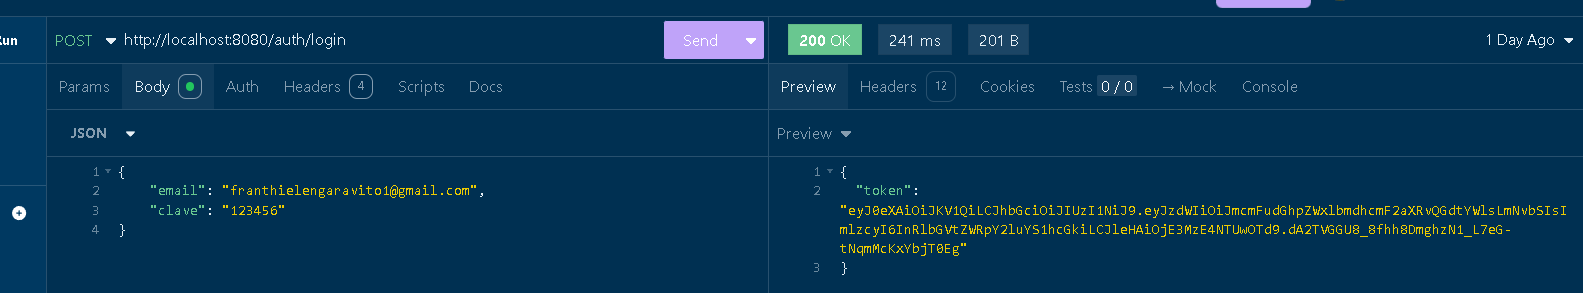 Run
POST http://localhost:8080/auth/login Send
200 OK 241 ms 201 B 1 Day Ago
Params Body Auth Headers 4 Scripts Docs
Preview Headers 12 Cookies Tests 0 / 0 → Mock Console
JSON
Preview
1 {
2 "email": "franthielengaravito1@gmail.com",
3 "clave": "123456"
4 }
1 {
2 "token":
"eyJ0eXAiOiJKV1QiLCJhbGciOiJIUzI1NiJ9.eyJzdWIiOiJmcmFudGhpZWxlbmdhcmF2aXRvQGdtYWlsLmNvbSIsI
mlzcyI6InRlbGVtZWRpY2luYS1hcGkiLCJleHAiOjE3MzE4NTUwOTd9.dA2TVGGU8_8fhh8DmghzN1_L7eG-
tNqmMcKxYbjT0Eg"
3 }